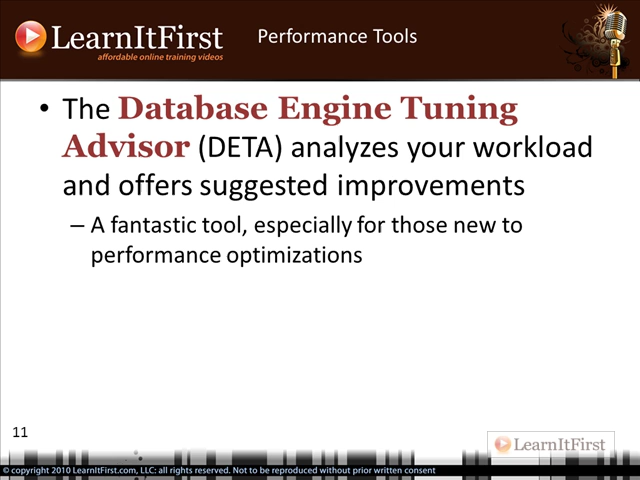 LearnItFirst
affordable online training videos
Performance Tools
• The Database Engine Tuning
Advisor (DETA) analyzes your workload
and offers suggested improvements
– A fantastic tool, especially for those new to
performance optimizations
11
LearnItFirst
© copyright 2010 LearnItFirst.com, LLC: all rights reserved. Not to be reproduced without prior written consent